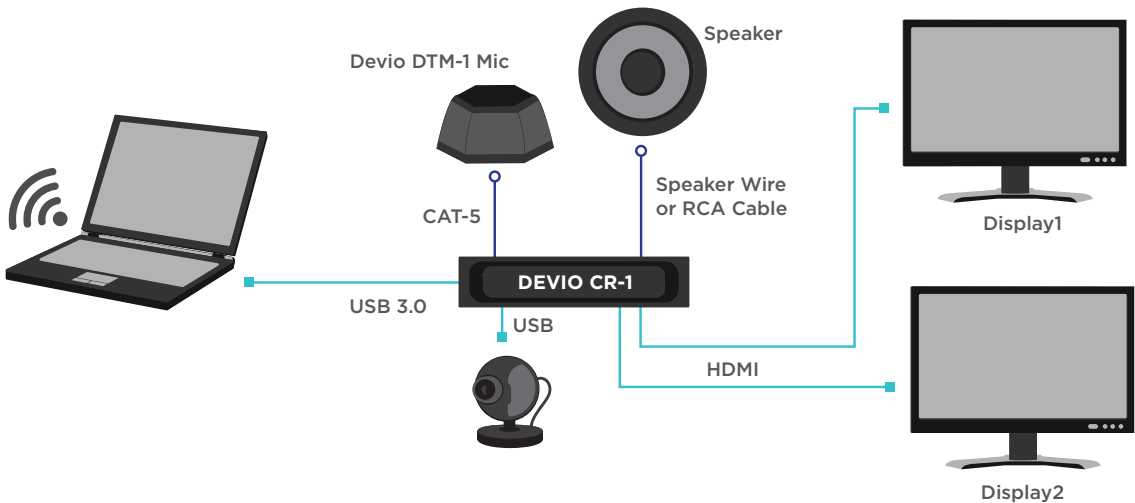 Speaker
Devio DTM-1 Mic
Speaker Wire
or RCA Cable
CAT-5
Display1
DEVIO CR-1
USB 3.0
USB
HDMI
Display2